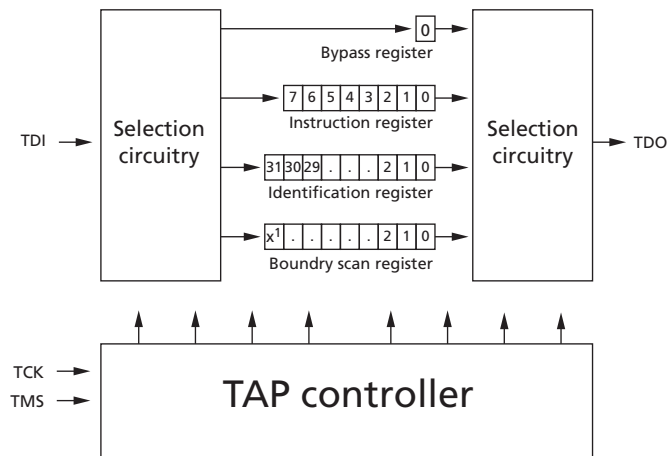 0
Bypass register
7 6 5 4 3 2 1 0
Instruction register
TDI
Selection
circuitry
Selection
circuitry
TDO
31 30 29 . . . 2 1 0
Identification register
x1 . . . . . 2 1 0
Boundry scan register
TCK
TMS
TAP controller